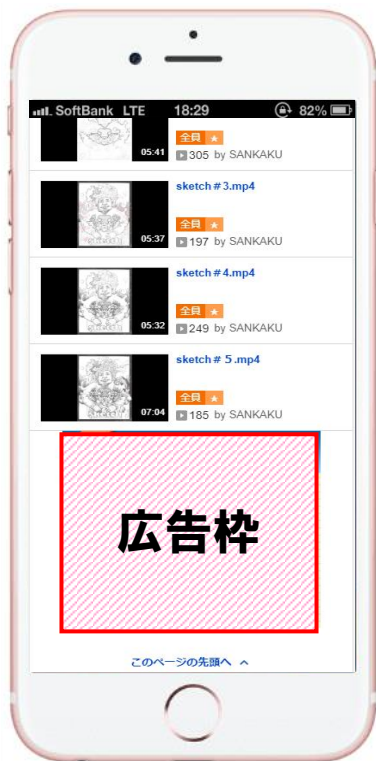 SoftBank LTE 18:29 82%
05:41
全員 ★
305 by SANKAKU
sketch＃3.mp4
05:37
全員 ★
197 by SANKAKU
sketch＃4.mp4
05:32
全員 ★
249 by SANKAKU
sketch＃５.mp4
07:04
全員 ★
185 by SANKAKU
広告枠
このページの先頭へ ^